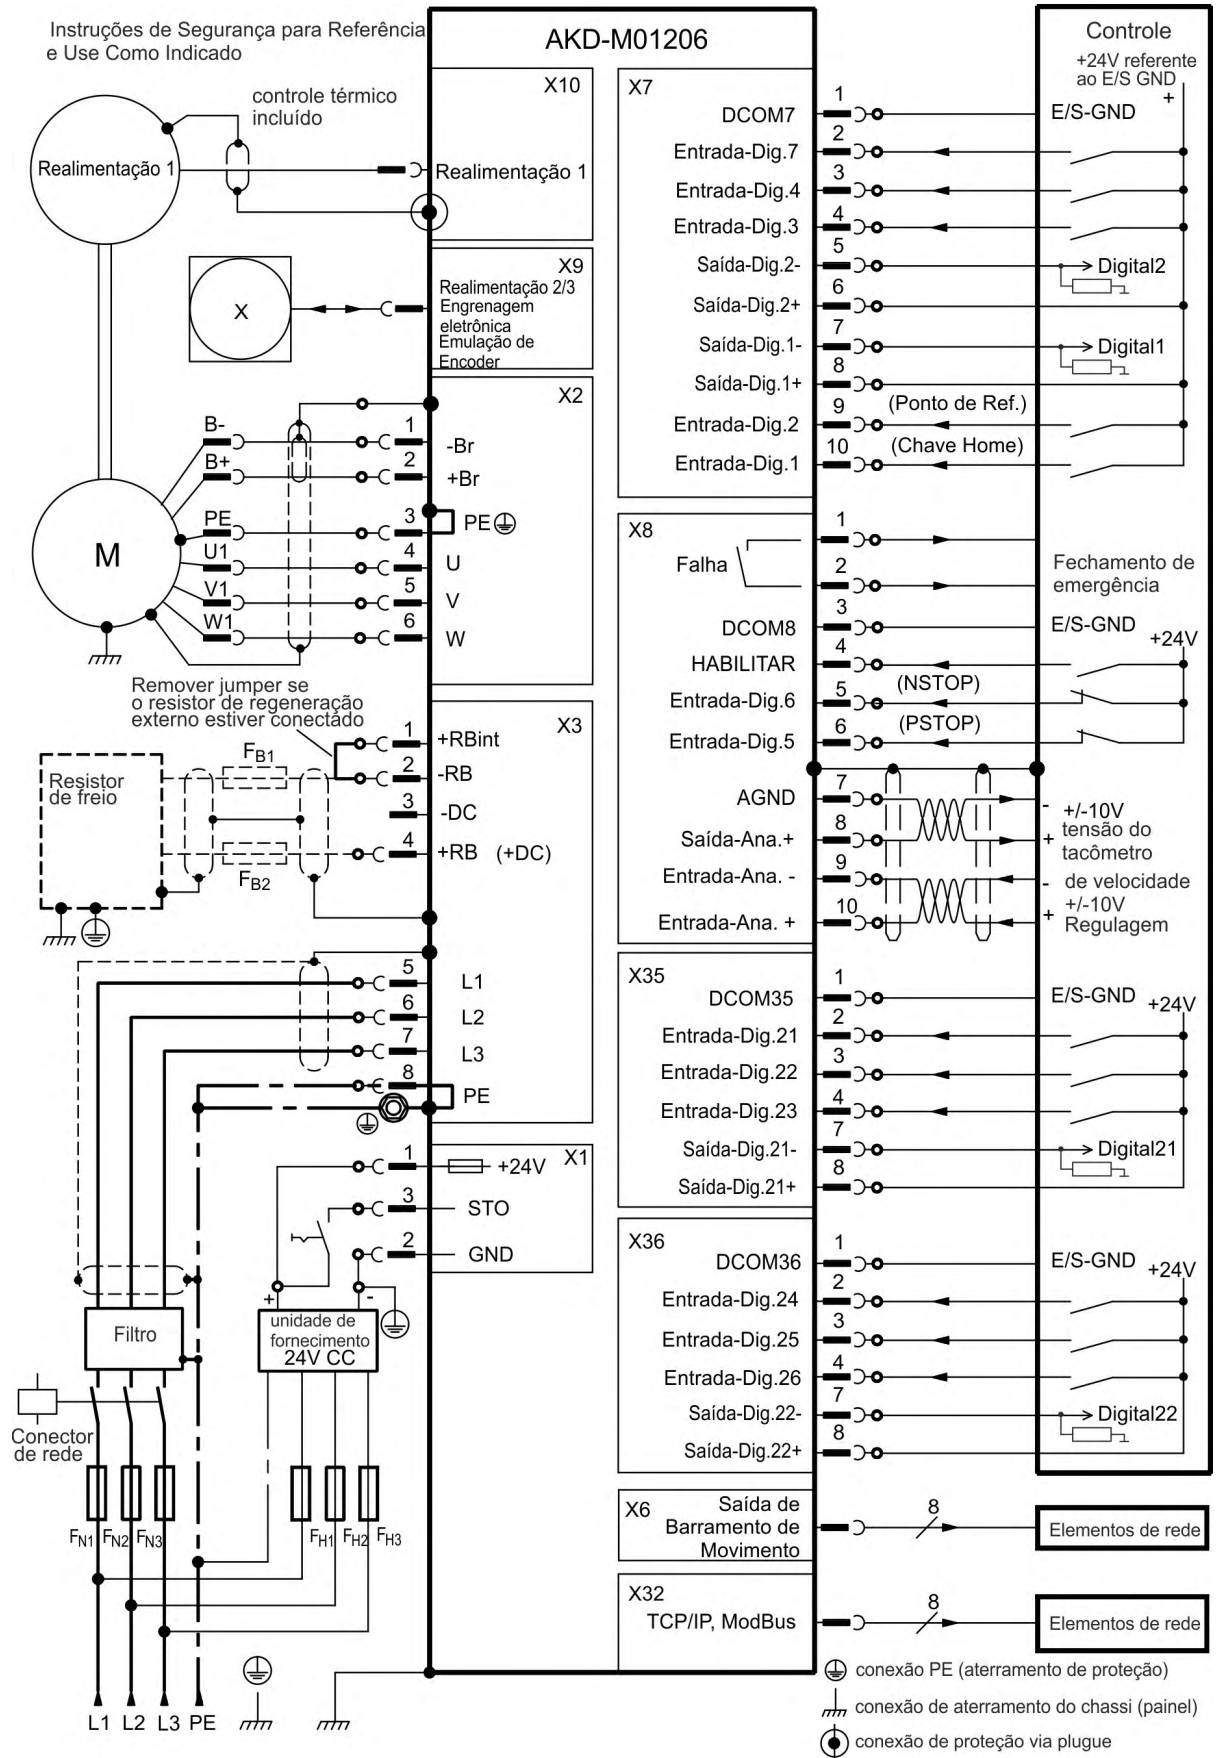 Instruções de Segurança para Referência
e Use Como Indicado
AKD-M01206
Controle
+24V referente
ao E/S GND
+
X10
controle térmico
incluído
Realimentação 1
Realimentação 1
X9
Realimentação 2/3
Engrenagem
eletrônica
Emulação de
Encoder
X
X2
B-
1
-Br
B+
2
+Br
PE
3
PE
M
U1
4
U
V1
5
V
W1
6
W
Remover jumper se
o resistor de regeneração
externo estiver conectado
X3
1
+RBint
2
-RB
3
-DC
4
+RB (+DC)
Resistor
de freio
FB1
FB2
5
L1
6
L2
7
L3
8
PE
X1
1
+24V
3
STO
2
GND
+
-
unidade de
fornecimento
24V CC
Filtro
Conector
de rede
FN1
FN2
FN3
FH1
FH2
FH3
L1
L2
L3
PE
X7
DCOM7
1
E/S-GND
Entrada-Dig.7
2
Entrada-Dig.4
3
Entrada-Dig.3
4
Saída-Dig.2-
5
Digital2
Saída-Dig.2+
6
Saída-Dig.1-
7
Digital1
Saída-Dig.1+
8
Entrada-Dig.2
9
(Ponto de Ref.)
Entrada-Dig.1
10
(Chave Home)
X8
Falha
1
2
Fechamento de
emergência
DCOM8
3
E/S-GND
+24V
HABILITAR
4
Entrada-Dig.6
5
(NSTOP)
Entrada-Dig.5
6
(PSTOP)
AGND
7
-
Saída-Ana.+
8
+
+/-10V
tensão do
tacômetro
Entrada-Ana. -
9
-
Entrada-Ana. +
10
+
de velocidade
+/-10V
Regulagem
X35
DCOM35
1
E/S-GND
+24V
Entrada-Dig.21
2
Entrada-Dig.22
3
Entrada-Dig.23
4
Saída-Dig.21-
7
Digital21
Saída-Dig.21+
8
X36
DCOM36
1
E/S-GND
+24V
Entrada-Dig.24
2
Entrada-Dig.25
3
Entrada-Dig.26
4
Saída-Dig.22-
7
Digital22
Saída-Dig.22+
8
X6
Saída de
Barramento de
Movimento
8
Elementos de rede
X32
TCP/IP, ModBus
8
Elementos de rede
conexão PE (aterramento de proteção)
conexão de aterramento do chassi (painel)
conexão de proteção via plugue